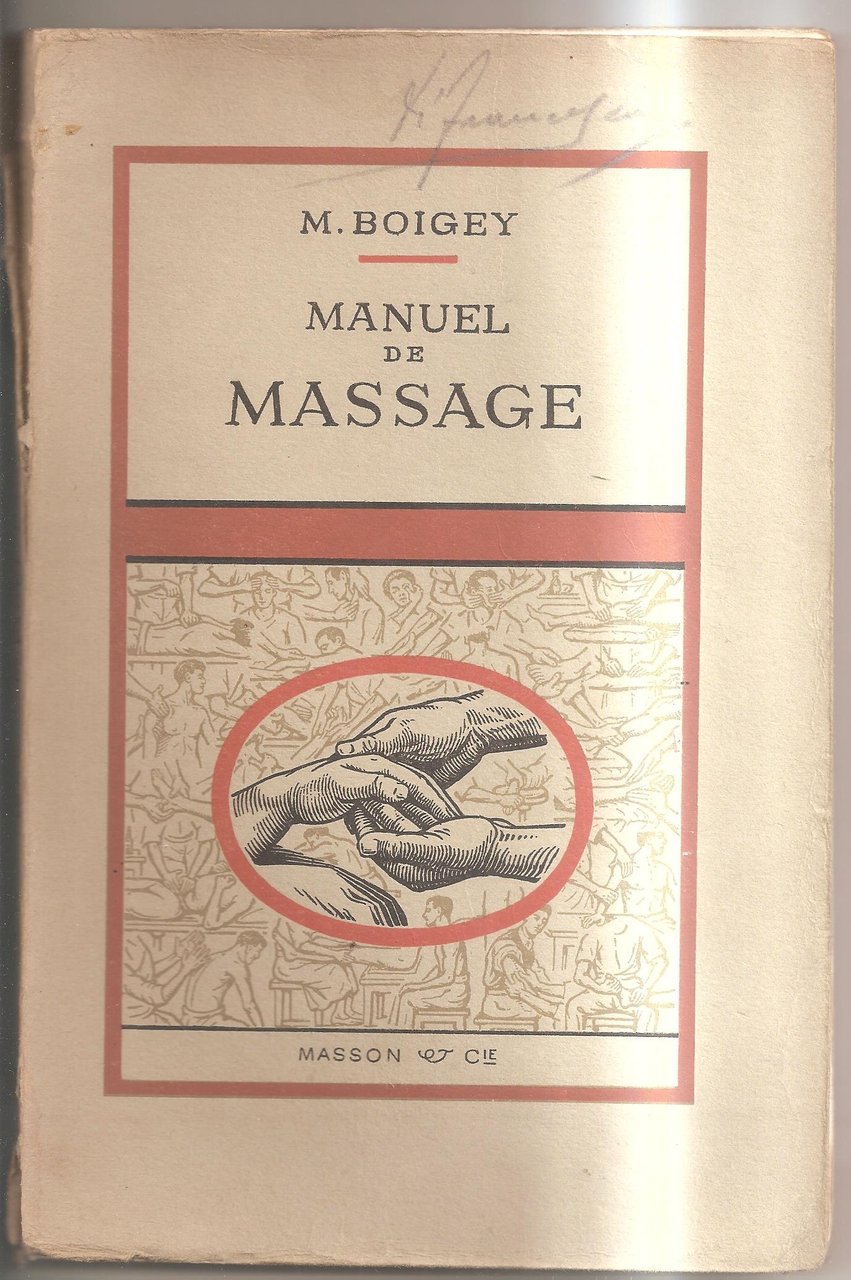 M. BOIGEY
MANUEL
DE
MASSAGE
MASSON & CIE